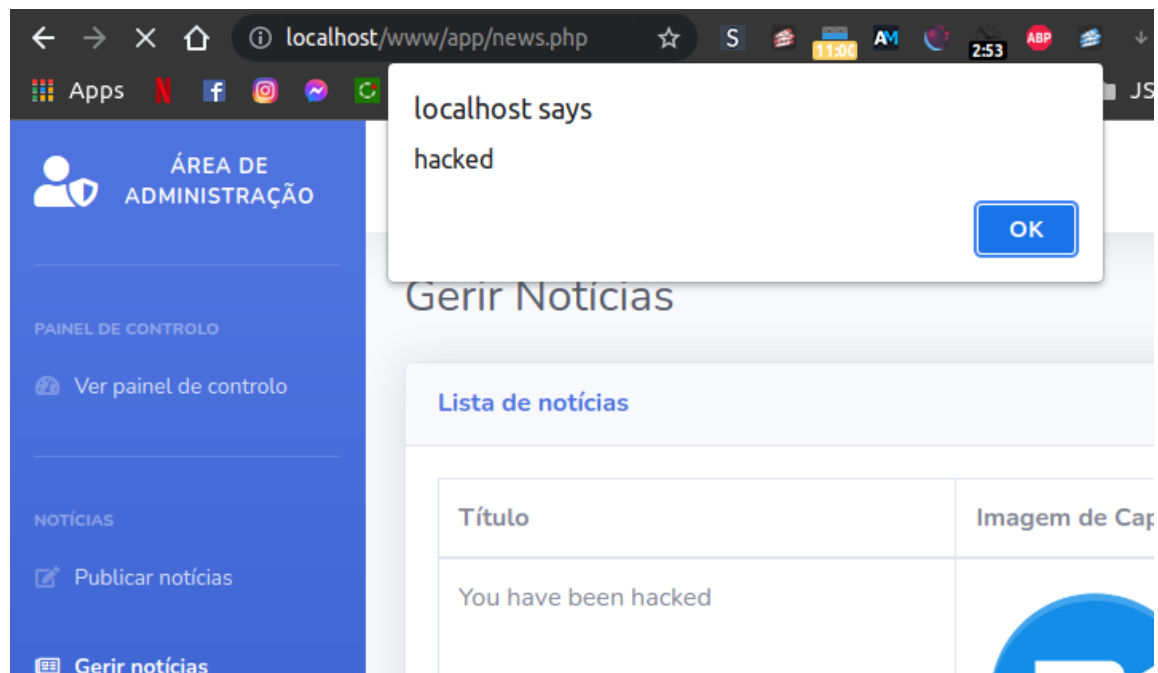 localhost/www/app/news.php
S
11:00
AM
2:53
ABP
Apps
JS
localhost says
hacked
OK
ÁREA DE
ADMINISTRAÇÃO
PAINEL DE CONTROLO
Ver painel de controlo
NOTÍCIAS
Publicar notícias
Gerir notícias
Gerir Notícias
Lista de notícias
Título
Imagem de Cap
You have been hacked